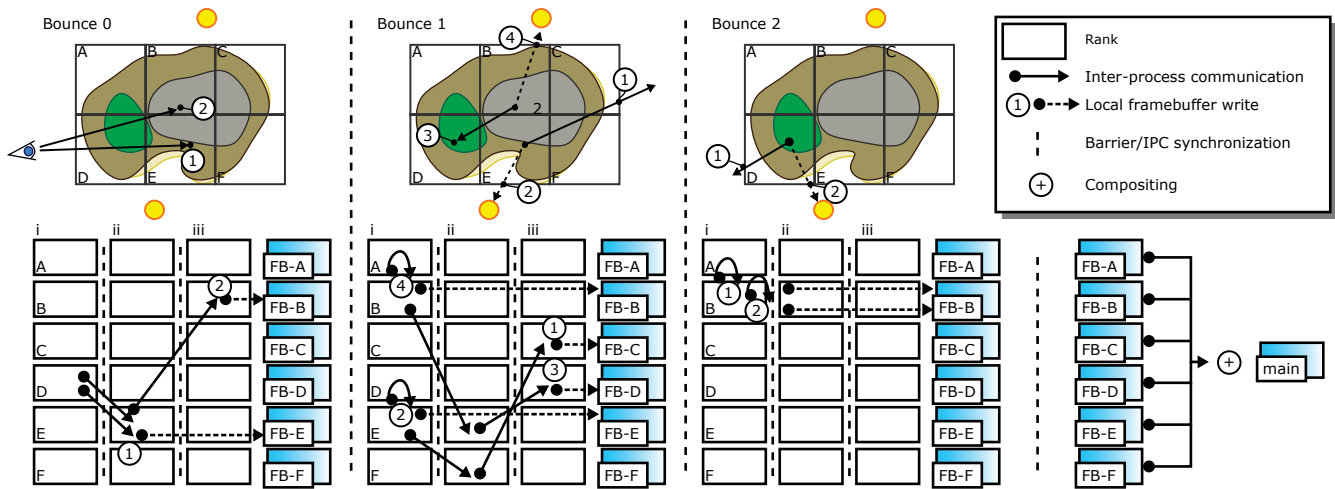 Bounce 0
A B C
2
1
D E F
Bounce 1
4
A B C
1
2
3
D E F
2
Bounce 2
A B C
1
D E F
2
Rank
Inter-process communication
1 Local framebuffer write
Barrier/IPC synchronization
+ Compositing
i ii iii
A FB-A
2
B FB-B
C FB-C
D FB-D
E FB-E
1
F FB-F
i ii iii
A FB-A
4
B FB-B
1
C FB-C
3
D FB-D
2
E FB-E
F FB-F
i ii iii
A FB-A
1
2
B FB-B
C FB-C
D FB-D
E FB-E
F FB-F
FB-A
FB-B
FB-C
FB-D
FB-E
FB-F
+ main